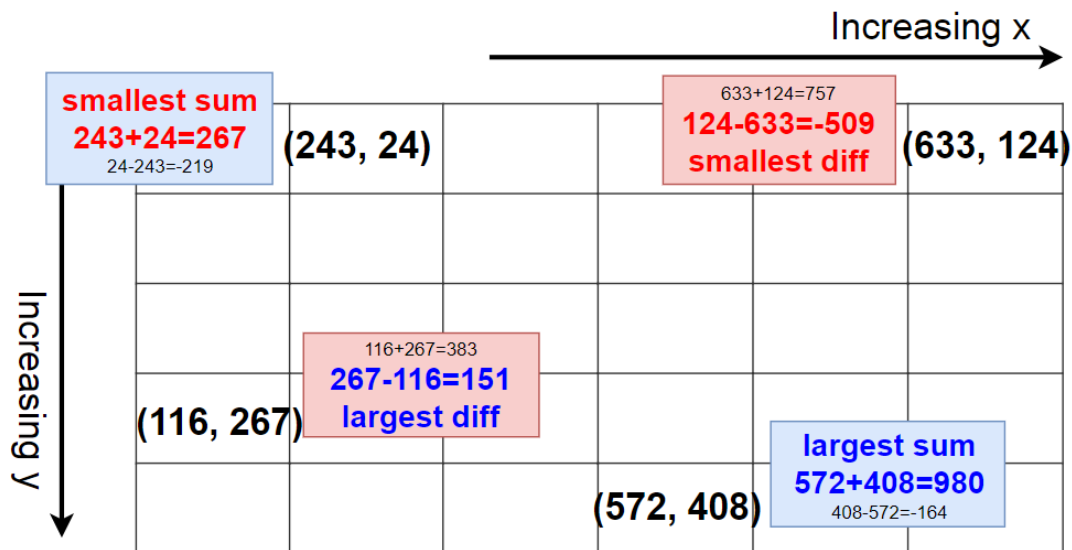 Increasing x
smallest sum
243+24=267
24-243=-219
(243, 24)
633+124=757
124-633=-509
smallest diff
(633, 124)
Increasing y
116+267=383
267-116=151
largest diff
(116, 267)
largest sum
572+408=980
408-572=-164
(572, 408)